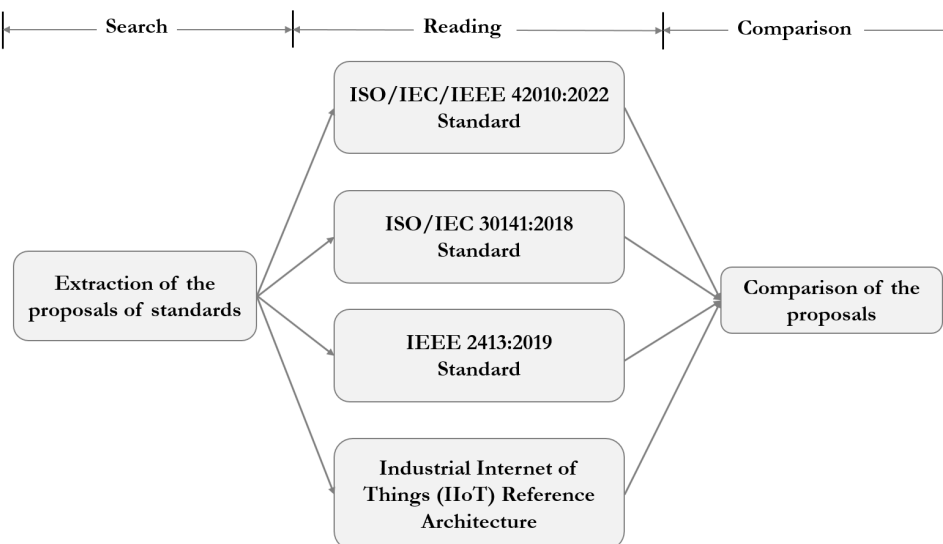 Search
Reading
Comparison
ISO/IEC/IEEE 42010:2022
Standard
ISO/IEC 30141:2018
Standard
Extraction of the
proposals of standards
Comparison of the
proposals
IEEE 2413:2019
Standard
Industrial Internet of
Things (IIoT) Reference
Architecture